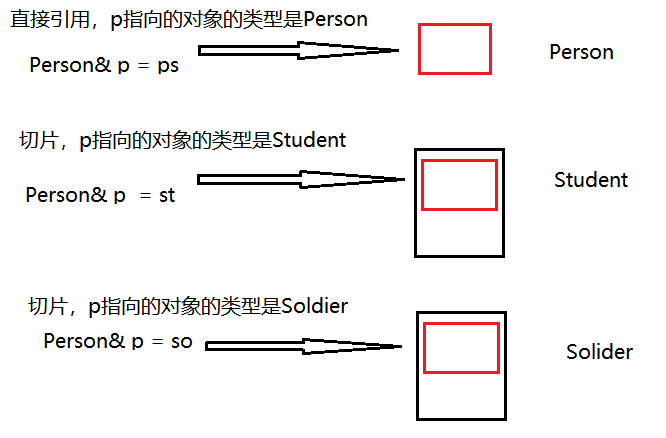 直接引用，p指向的对象的类型是Person
Person& p = ps
Person
切片，p指向的对象的类型是Student
Person& p = st
Student
切片，p指向的对象的类型是Soldier
Person& p = so
Solider